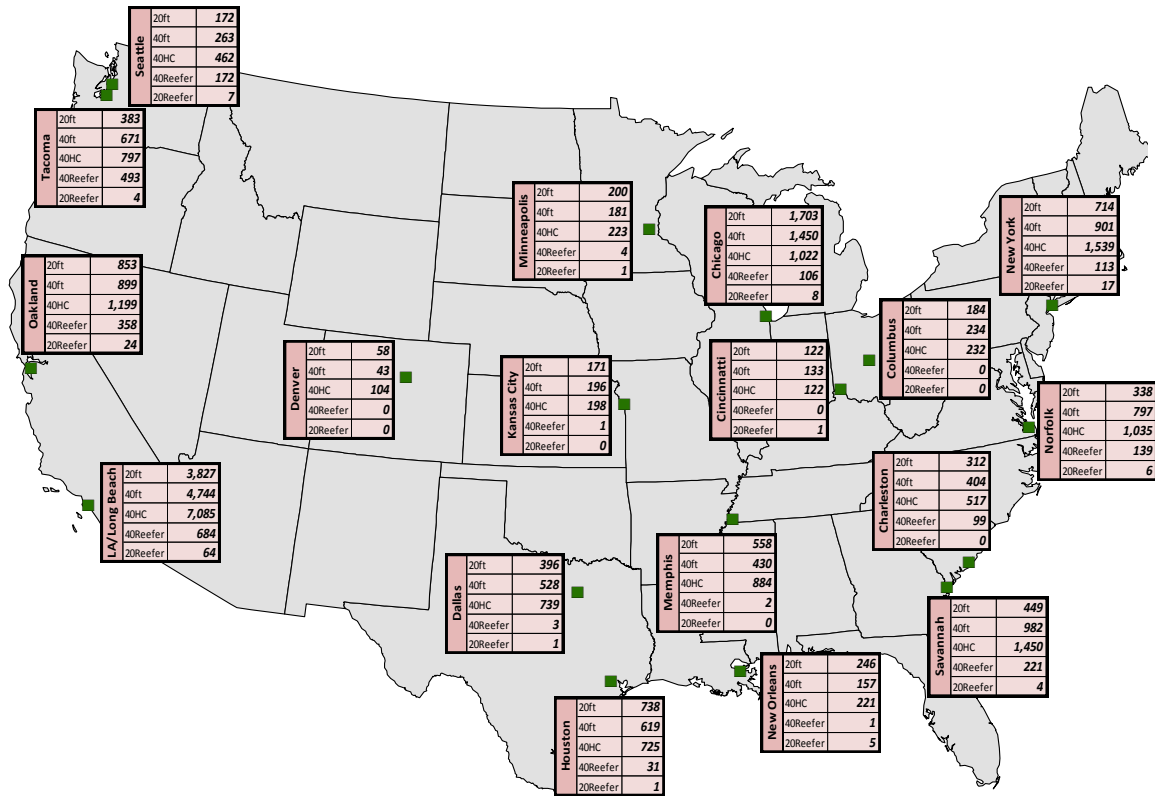 Seattle
20ft 172
40ft 263
40HC 462
40Reefer 172
20Reefer 7
Tacoma
20ft 383
40ft 671
40HC 797
40Reefer 493
20Reefer 4
Minneapolis
20ft 200
40ft 181
40HC 223
40Reefer 4
20Reefer 1
Chicago
20ft 1,703
40ft 1,450
40HC 1,022
40Reefer 106
20Reefer 8
New York
20ft 714
40ft 901
40HC 1,539
40Reefer 113
20Reefer 17
Oakland
20ft 853
40ft 899
40HC 1,199
40Reefer 358
20Reefer 24
Columbus
20ft 184
40ft 234
40HC 232
40Reefer 0
20Reefer 0
Denver
20ft 58
40ft 43
40HC 104
40Reefer 0
20Reefer 0
Kansas City
20ft 171
40ft 196
40HC 198
40Reefer 1
20Reefer 0
Cincinnatti
20ft 122
40ft 133
40HC 122
40Reefer 0
20Reefer 1
Norfolk
20ft 338
40ft 797
40HC 1,035
40Reefer 139
20Reefer 6
LA/Long Beach
20ft 3,827
40ft 4,744
40HC 7,085
40Reefer 684
20Reefer 64
Charleston
20ft 312
40ft 404
40HC 517
40Reefer 99
20Reefer 0
Dallas
20ft 396
40ft 528
40HC 739
40Reefer 3
20Reefer 1
Memphis
20ft 558
40ft 430
40HC 884
40Reefer 2
20Reefer 0
Savannah
20ft 449
40ft 982
40HC 1,450
40Reefer 221
20Reefer 4
New Orleans
20ft 246
40ft 157
40HC 221
40Reefer 1
20Reefer 5
Houston
20ft 738
40ft 619
40HC 725
40Reefer 31
20Reefer 1